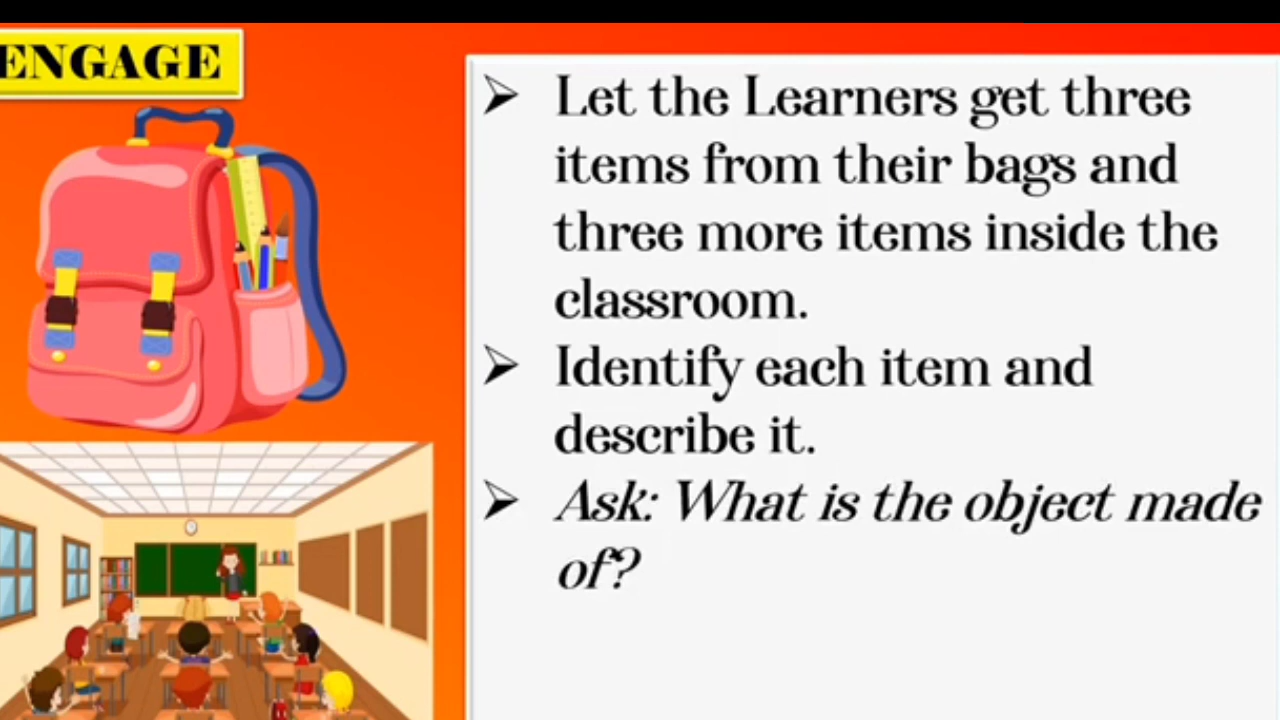 ENGAGE
➢ Let the Learners get three
items from their bags and
three more items inside the
classroom.
➢ Identify each item and
describe it.
➢ Ask: What is the object made
of?